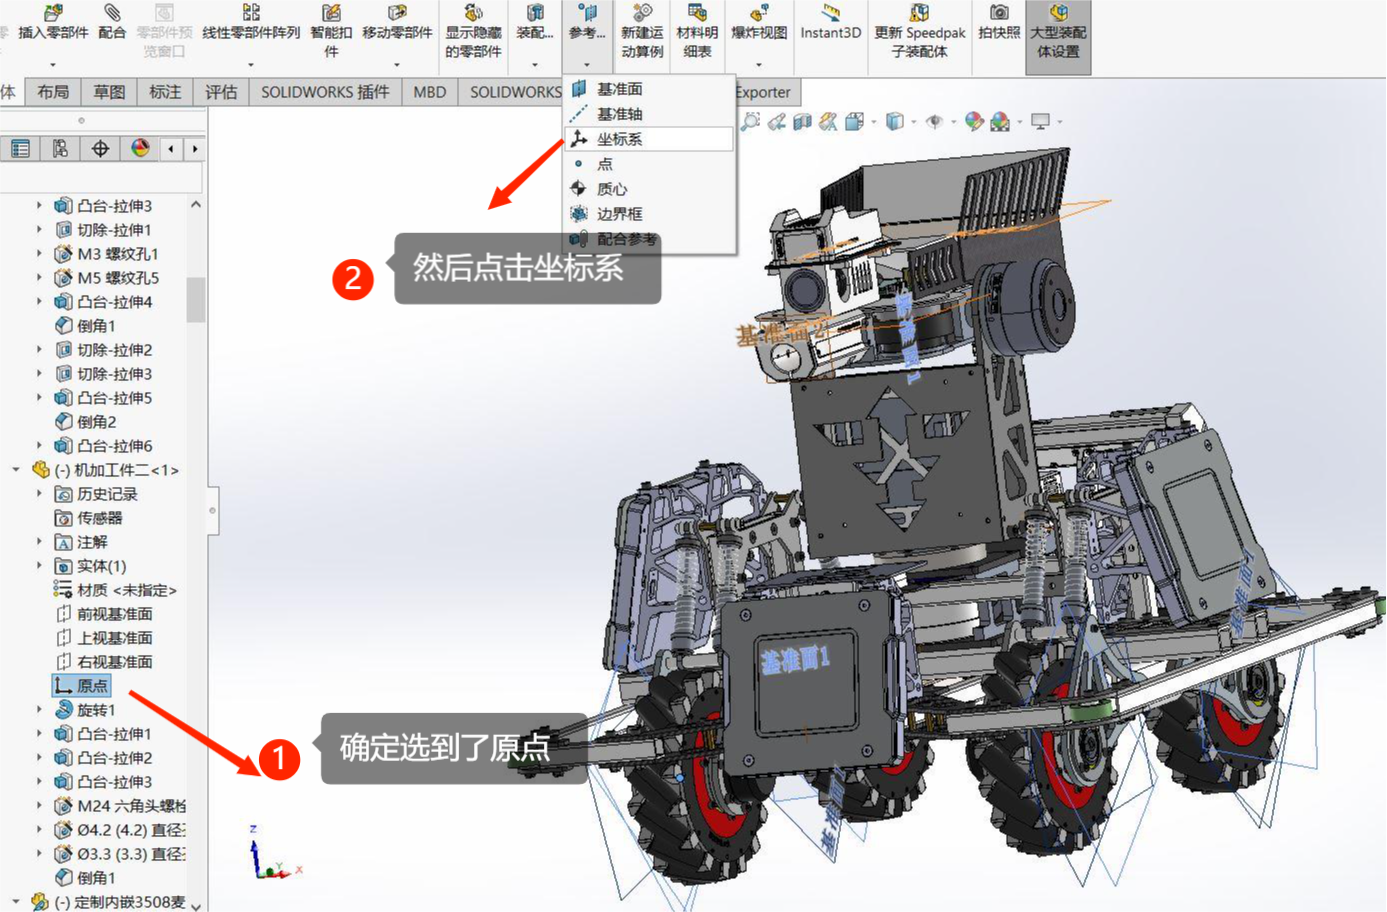 插入零部件
配合
零部件预
览窗口
线性零部件阵列
智能扣
件
移动零部件
显示隐藏
的零部件
装配...
参考...
新建运
动算例
材料明
细表
爆炸视图
Instant3D
更新 Speedpak
子装配体
拍快照
大型装配
体设置
体
布局
草图
标注
评估
SOLIDWORKS 插件
MBD
SOLIDWORKS
Exporter
基准面
基准轴
坐标系
点
质心
边界框
配合参考
2
然后点击坐标系
凸台-拉伸3
切除-拉伸1
M3 螺纹孔1
M5 螺纹孔5
凸台-拉伸4
倒角1
切除-拉伸2
切除-拉伸3
凸台-拉伸5
倒角2
凸台-拉伸6
(-) 机加工件二<1>
历史记录
传感器
注解
实体(1)
材质 <未指定>
前视基准面
上视基准面
右视基准面
原点
旋转1
凸台-拉伸1
凸台-拉伸2
凸台-拉伸3
M24 六角头螺栓
Ø4.2 (4.2) 直径
Ø3.3 (3.3) 直径
倒角1
(-) 定制内嵌3508麦
1
确定选到了原点
基准面2
基准面1
基准面1
基准面1
基准面1
Z
Y
X